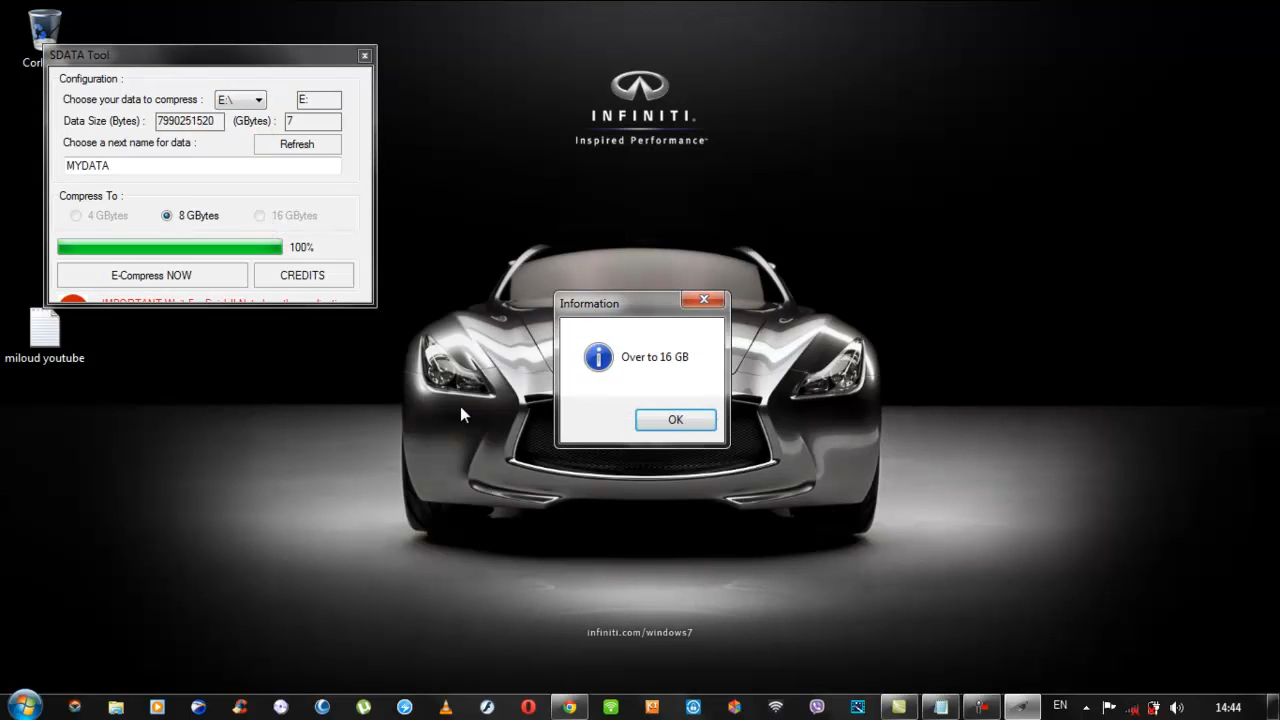 Cor
SDATA Tool
Configuration :
Choose your data to compress : E:\ E:
Data Size (Bytes) : 7990251520 (GBytes) : 7
Choose a next name for data : Refresh
MYDATA
Compress To :
4 GBytes 8 GBytes 16 GBytes
100%
E-Compress NOW CREDITS
miloud youtube
INFINITI.
Inspired Performance™
Information
Over to 16 GB
OK
infiniti.com/windows7
EN 14:44